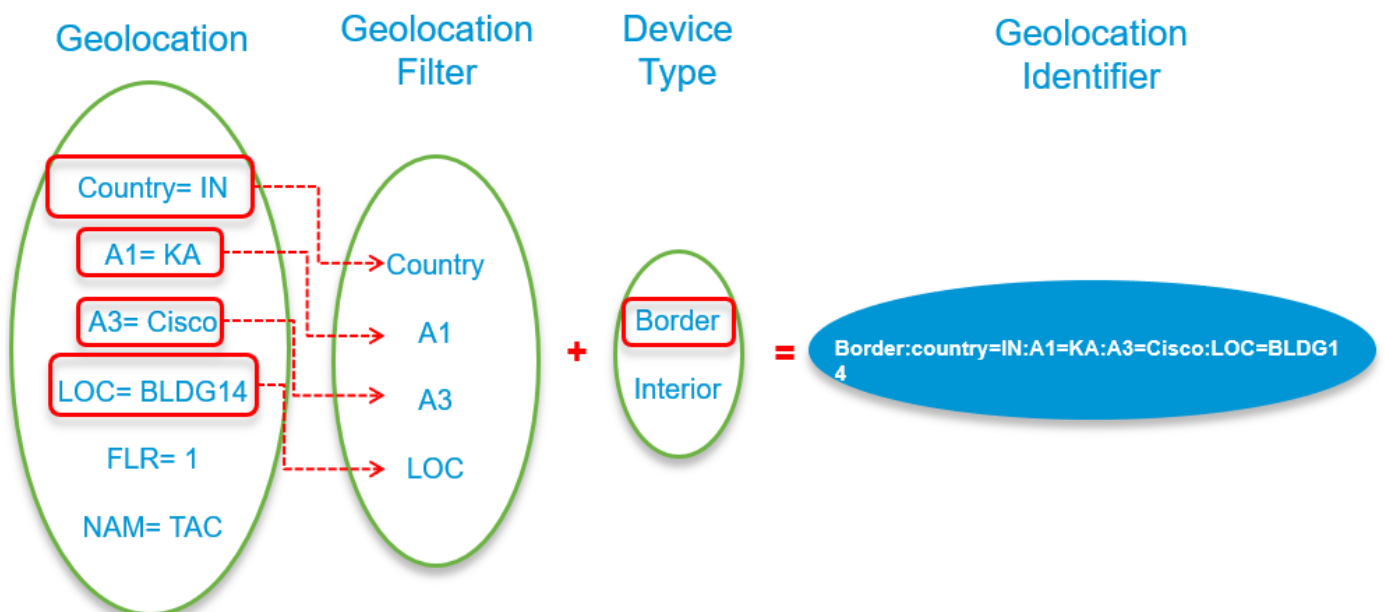 Geolocation
Geolocation
Filter
Device
Type
Geolocation
Identifier
Country= IN
A1= KA
A3= Cisco
LOC= BLDG14
FLR= 1
NAM= TAC
Country
A1
A3
LOC
+
Border
Interior
=
Border:country=IN:A1=KA:A3=Cisco:LOC=BLDG1
4